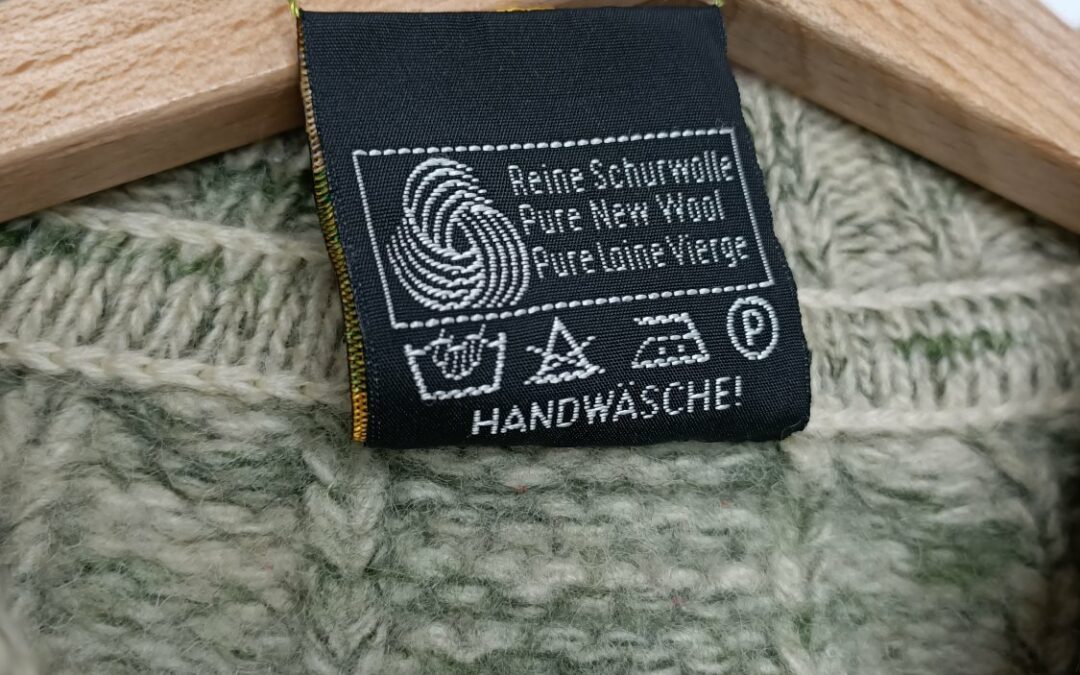 Reine Schurwolle
Pure New Wool
Pure Laine Vierge
P
HANDWÄSCHE!